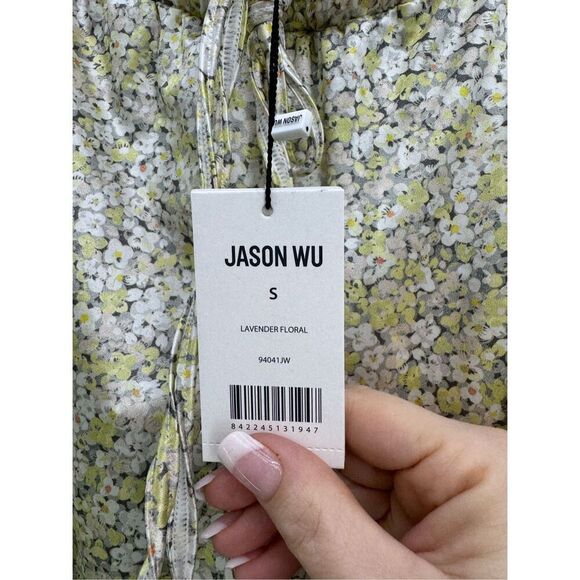 JASON WU
JASON WU
S
LAVENDER FLORAL
94041JW
842245131947